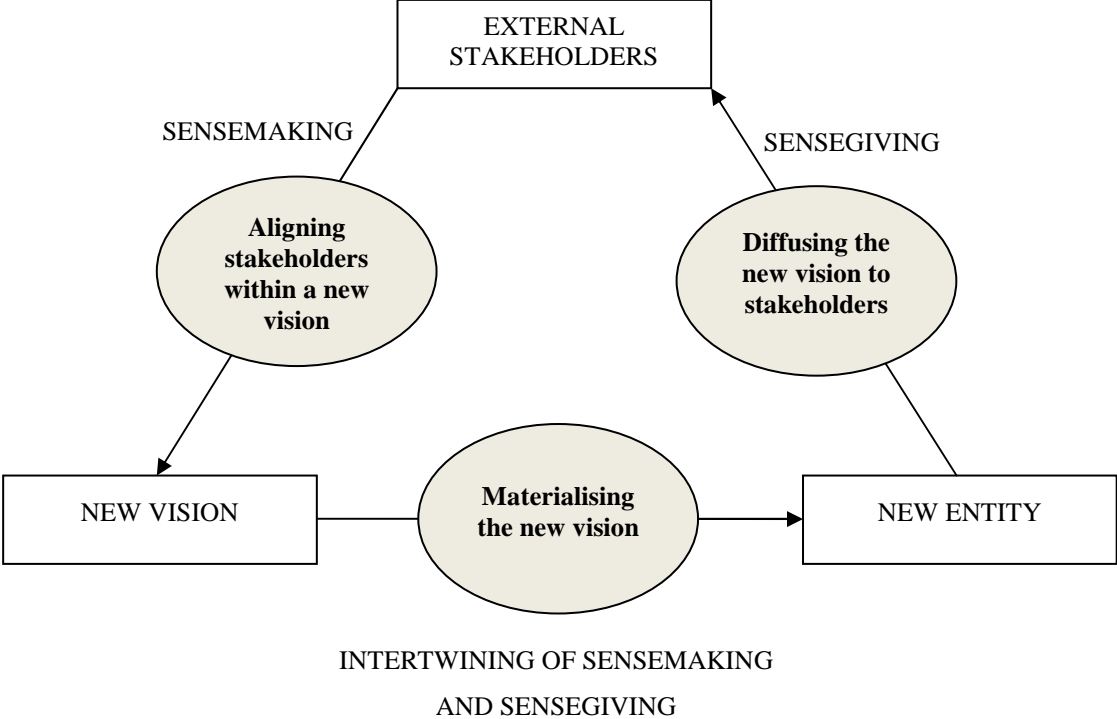 EXTERNAL
STAKEHOLDERS
SENSEMAKING
SENSEGIVING
Aligning
stakeholders
within a new
vision
Diffusing the
new vision to
stakeholders
NEW VISION
Materialising
the new vision
NEW ENTITY
INTERTWINING OF SENSEMAKING
AND SENSEGIVING